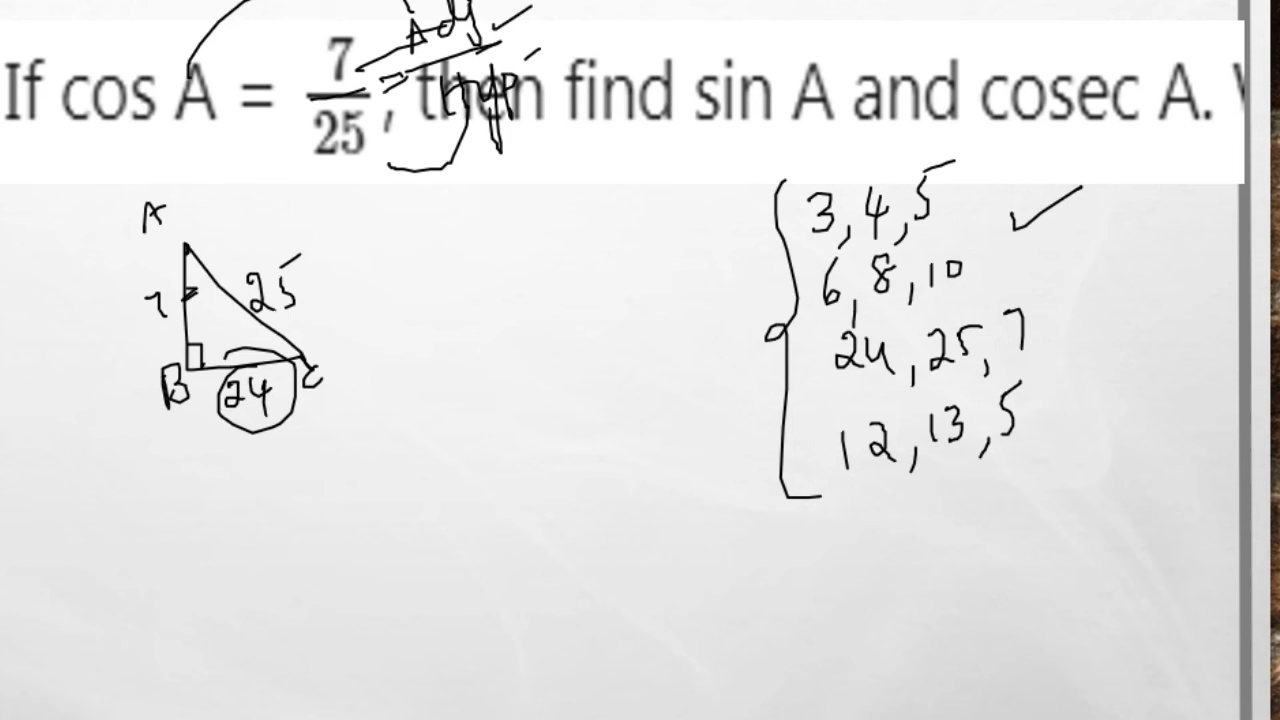 Adj
If cos A = 7/25, then find sin A and cosec A.
hyp
A
7
25
B
24
C
3, 4, 5
6, 8, 10
24, 25, 7
12, 13, 5